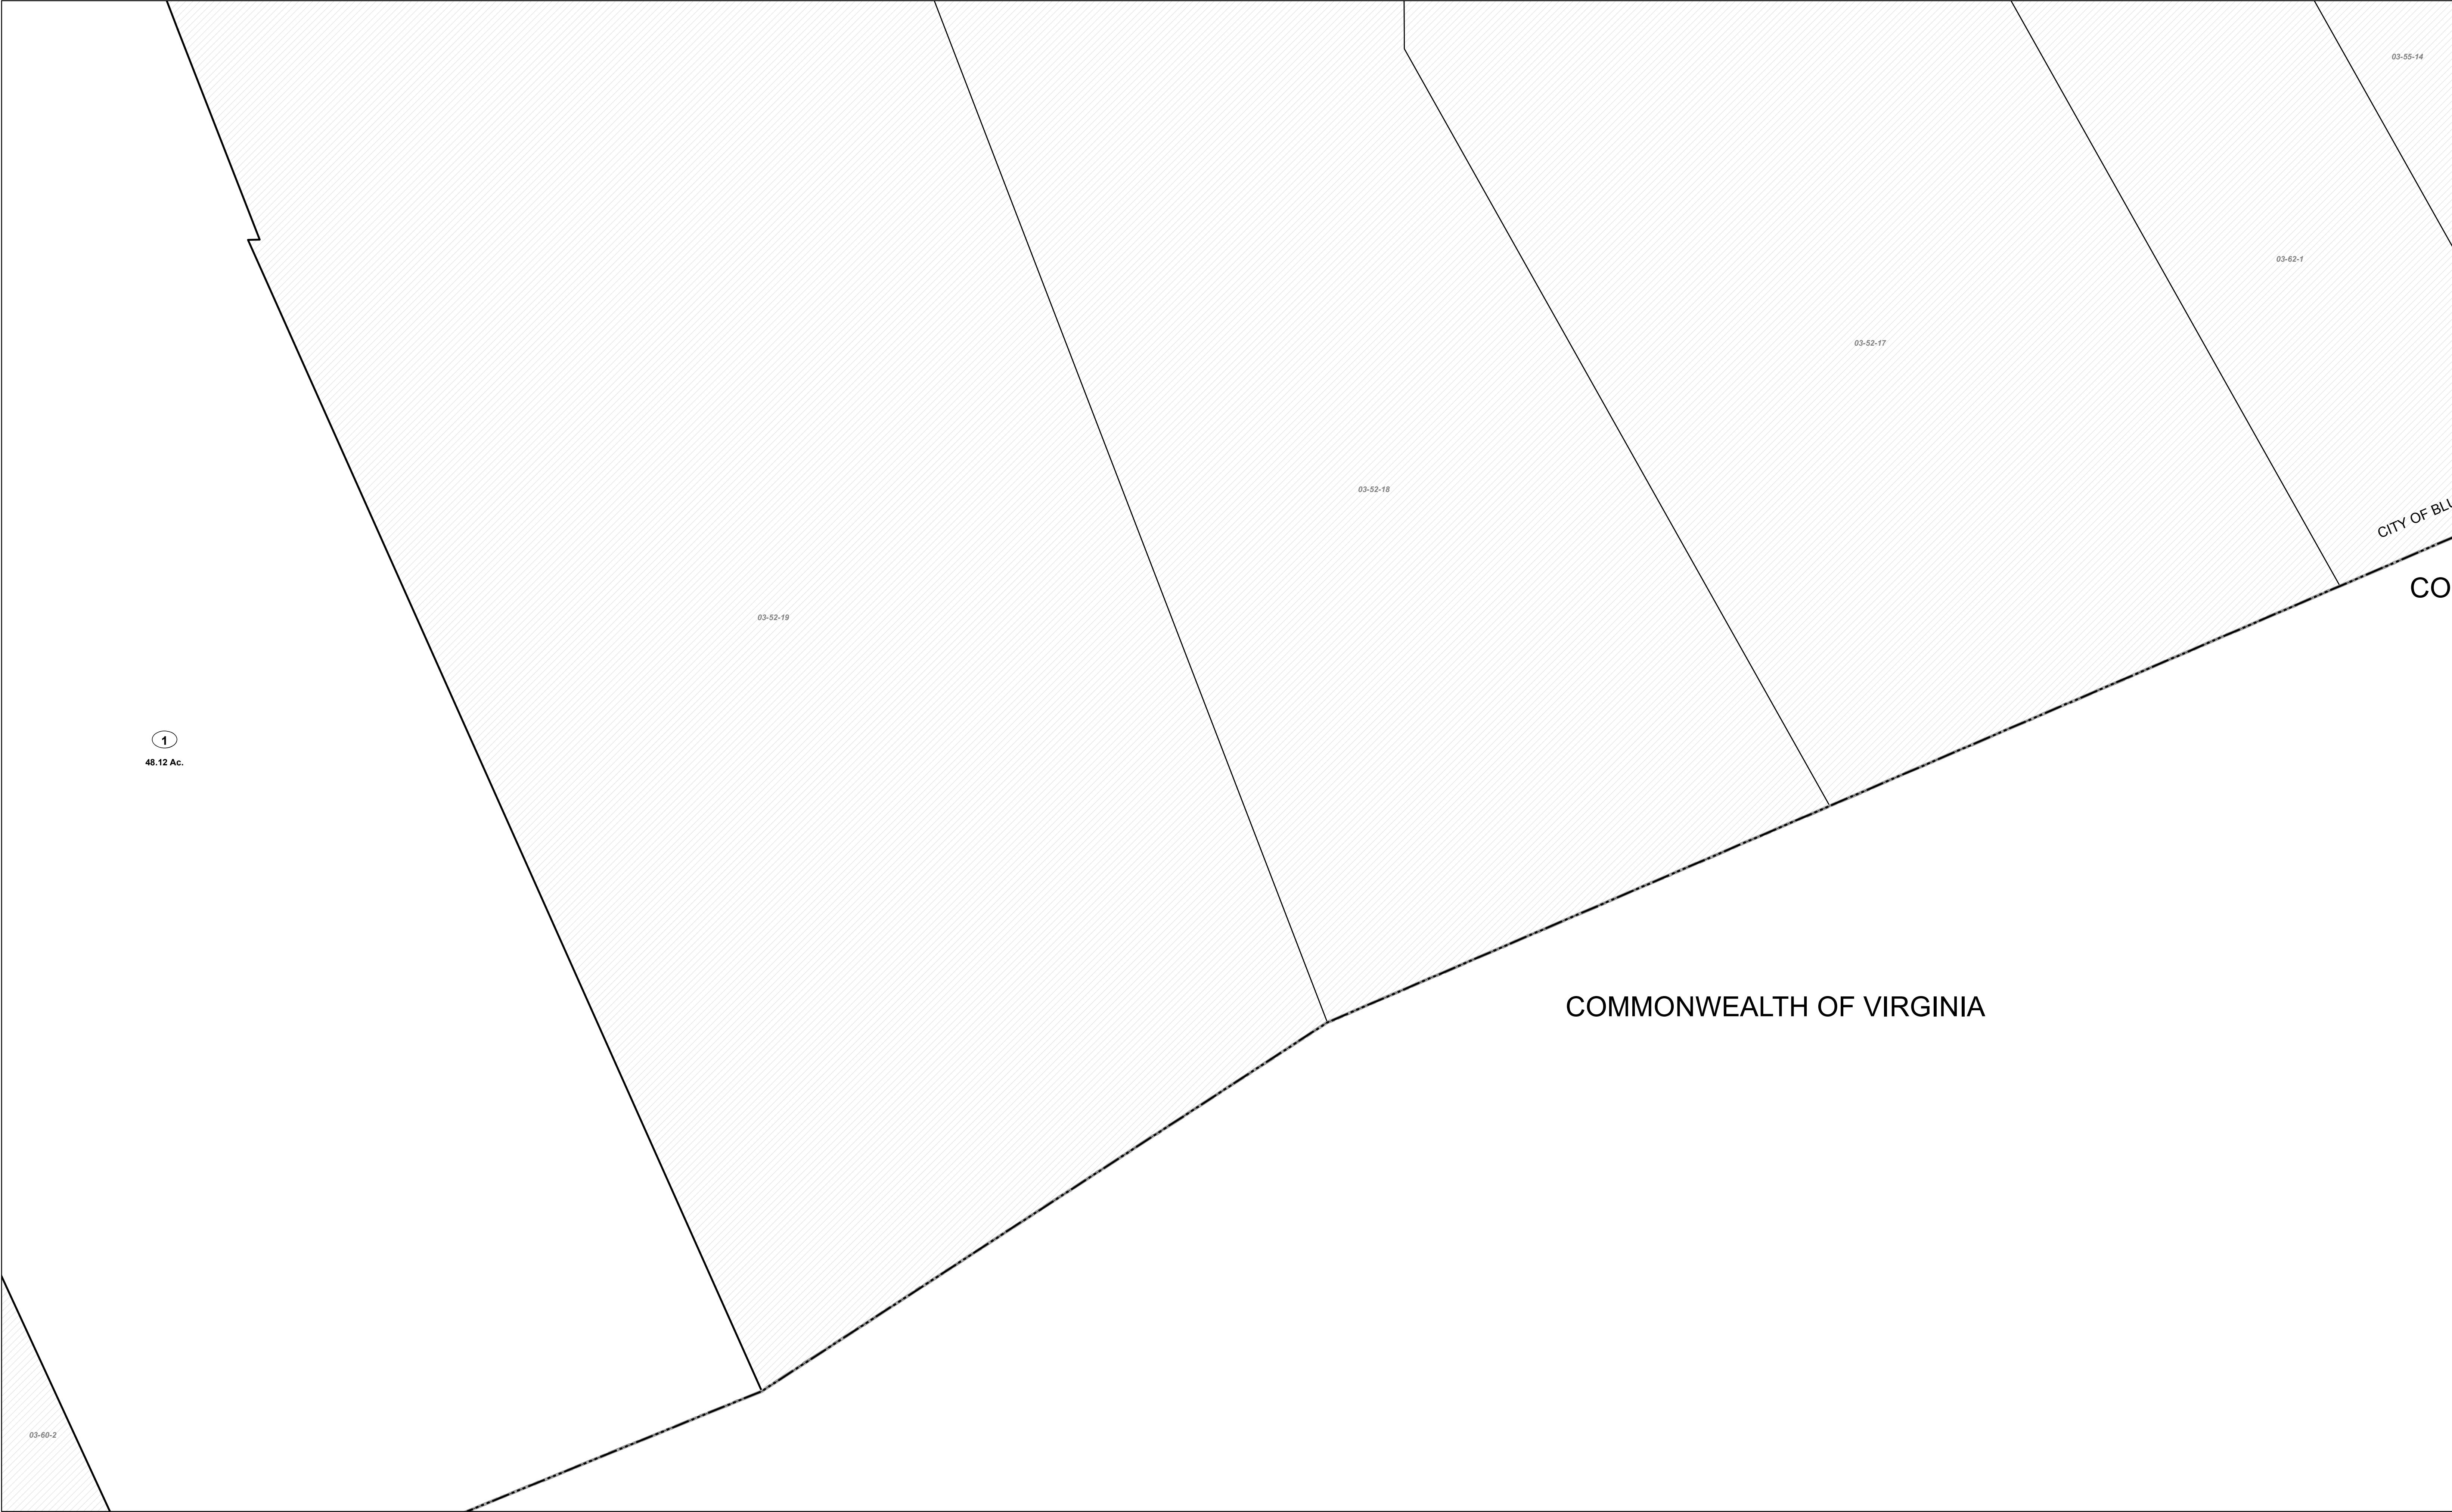 03-55-14
03-62-1
03-52-17
03-52-18
CITY OF
CO
03-52-19
1
48.12 Ac.
COMMONWEALTH OF VIRGINIA
03-60-2